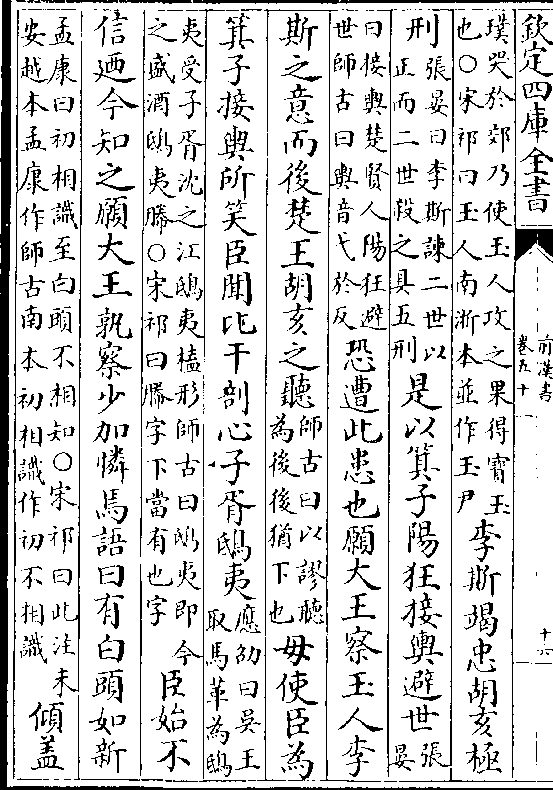 欽定四庫全書
前漢書
卷五十
十六
璞哭於郊乃使玉人攻之果得寳玉
也○宋祁曰玉人南浙本並作玉尹
李斯竭忠胡亥極
刑
張晏曰李斯諫二世以
正而二世殺之具五刑
是以箕子陽狂接輿避世
張晏
曰接輿楚賢人陽狂避
世師古曰輿音弋於反
恐遭此患也願大王察玉人李
斯之意而後楚王胡亥之聽
師古曰以謬聽
為後後猶下也
毋使臣為
箕子接輿所笑臣聞比干剖心子胥鴟夷
應劭曰吳王
取馬革為鴟
夷受子胥沈之江鴟夷榼形師古曰鴟夷即今
之盛酒鴟夷縢○宋祁曰縢字下當有也字
臣始不
信廼今知之願大王孰察少加憐焉語曰有白頭如新
孟康曰初相識至白頭不相知○宋祁曰此注未
安越本孟康作師古南本初相識作初不相識
傾盖